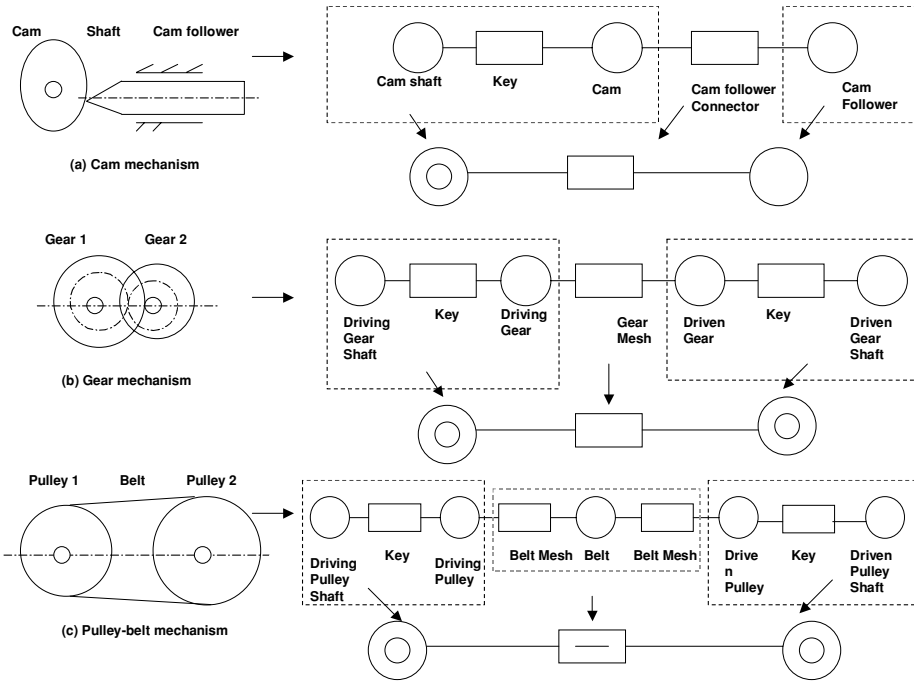 Cam
Shaft
Cam follower
Cam shaft
Key
Cam
Cam follower
Connector
Cam
Follower
(a) Cam mechanism
Gear 1
Gear 2
Driving
Gear
Shaft
Key
Driving
Gear
Gear
Mesh
Driven
Gear
Key
Driven
Gear
Shaft
(b) Gear mechanism
Pulley 1
Belt
Pulley 2
Driving
Pulley
Shaft
Key
Driving
Pulley
Belt Mesh
Belt
Belt Mesh
Drive
n
Pulley
Key
Driven
Pulley
Shaft
(c) Pulley-belt mechanism